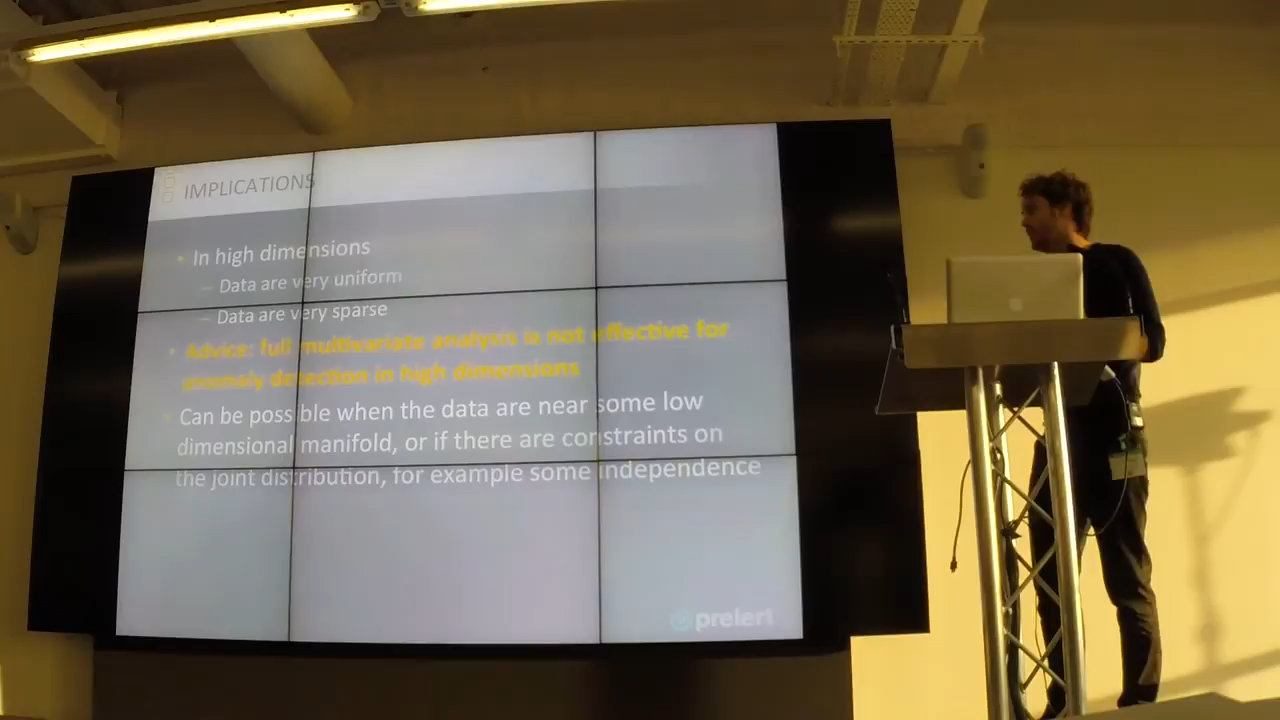 IMPLICATIONS
• In high dimensions
– Data are very uniform
– Data are very sparse
• Advice: full multivariate analysis is not effective for
anomaly detection in high dimensions
• Can be possible when the data are near some low
dimensional manifold, or if there are constraints on
the joint distribution, for example some independence
prelert